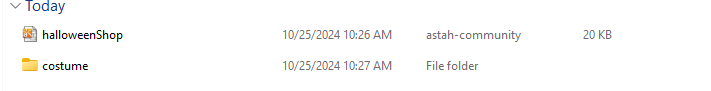 Today
halloweenShop 10/25/2024 10:26 AM astah-community 20 KB
costume 10/25/2024 10:27 AM File folder